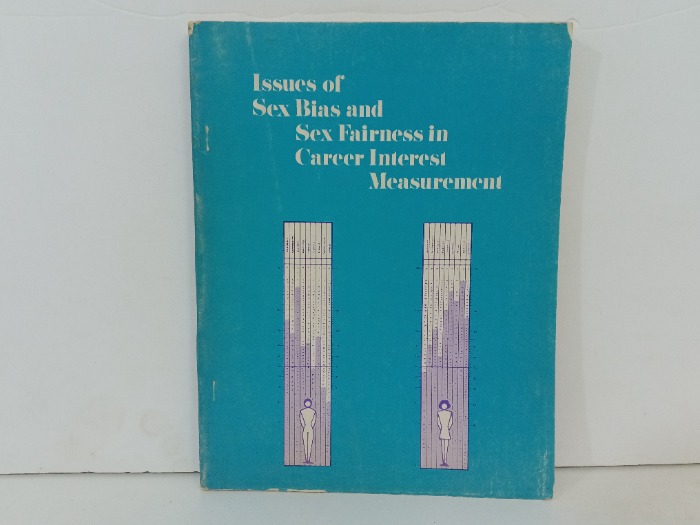 Issues of
Sex Bias and
Sex Fairness in
Career Interest
Measurement